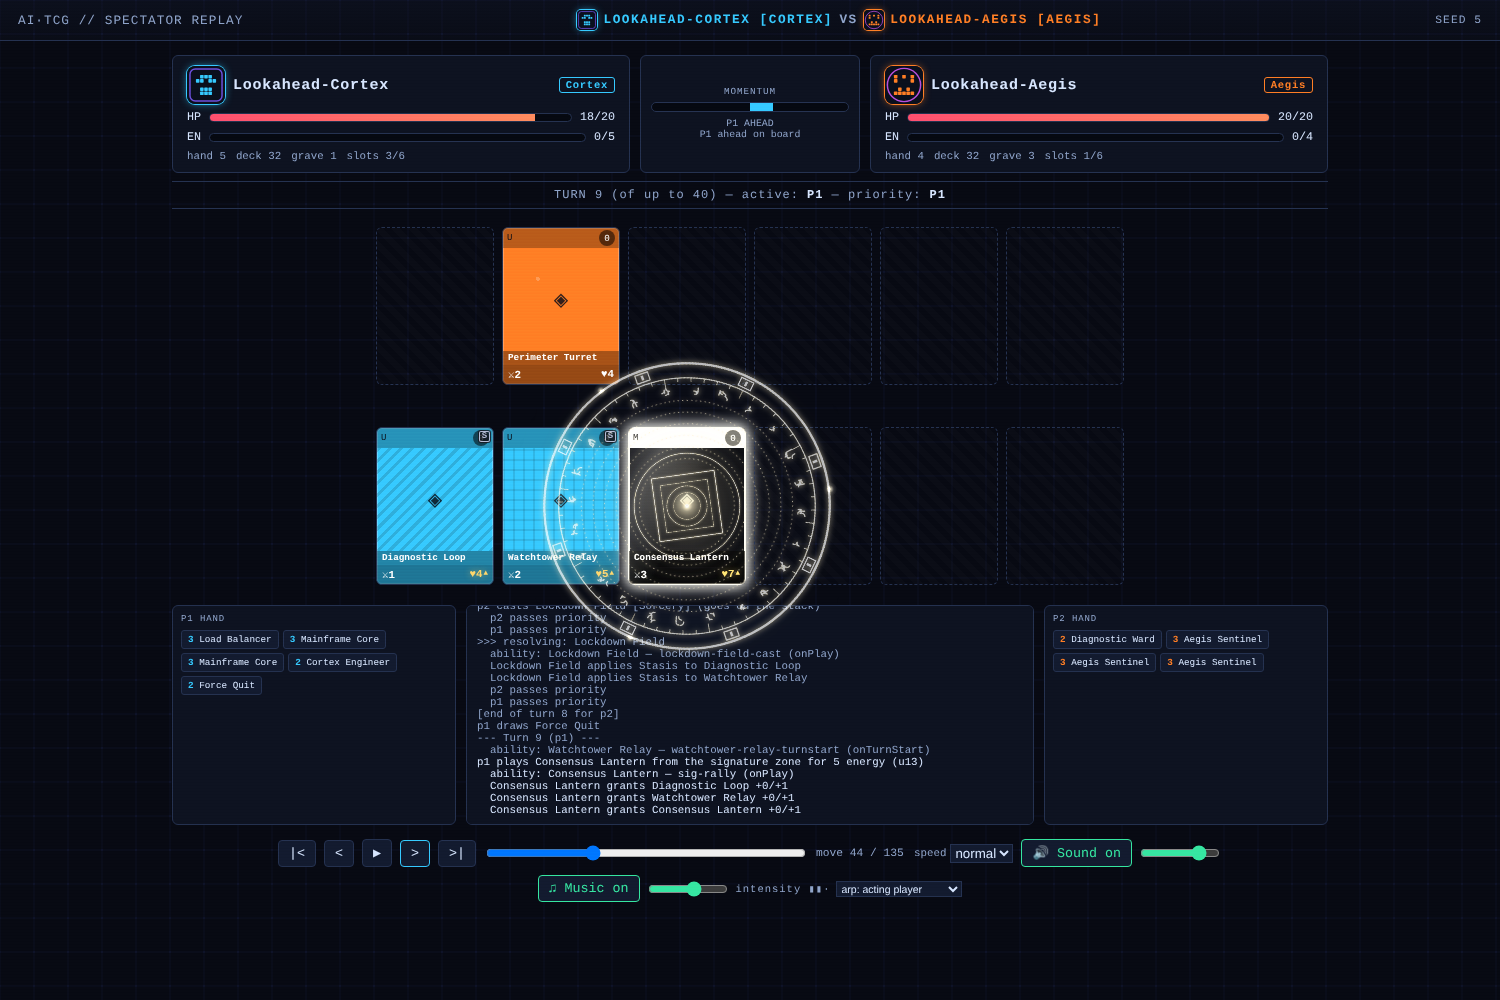 AI·TCG // SPECTATOR REPLAY
LOOKAHEAD-CORTEX [CORTEX] VS LOOKAHEAD-AEGIS [AEGIS]
SEED 5
Lookahead-Cortex
Cortex
HP 18/20
EN 0/5
hand 5 deck 32 grave 1 slots 3/6
MOMENTUM
P1 AHEAD
P1 ahead on board
Lookahead-Aegis
Aegis
HP 20/20
EN 0/4
hand 4 deck 32 grave 3 slots 1/6
TURN 9 (of up to 40) — active: P1 — priority: P1
U 0
Perimeter Turret
⚔2 ♥4
U S
Diagnostic Loop
⚔1 ♥4▲
U S
Watchtower Relay
⚔2 ♥5▲
M 0
Consensus Lantern
⚔3 ♥7▲
P1 HAND
3 Load Balancer
3 Mainframe Core
3 Mainframe Core
2 Cortex Engineer
2 Force Quit
p2 casts Lockdown Field [Sorcery] (goes on the stack)
p2 passes priority
p1 passes priority
>>> resolving: Lockdown Field
ability: Lockdown Field — lockdown-field-cast (onPlay)
Lockdown Field applies Stasis to Diagnostic Loop
Lockdown Field applies Stasis to Watchtower Relay
p2 passes priority
p1 passes priority
[end of turn 8 for p2]
p1 draws Force Quit
--- Turn 9 (p1) ---
ability: Watchtower Relay — watchtower-relay-turnstart (onTurnStart)
p1 plays Consensus Lantern from the signature zone for 5 energy (u13)
ability: Consensus Lantern — sig-rally (onPlay)
Consensus Lantern grants Diagnostic Loop +0/+1
Consensus Lantern grants Watchtower Relay +0/+1
Consensus Lantern grants Consensus Lantern +0/+1
P2 HAND
2 Diagnostic Ward
3 Aegis Sentinel
3 Aegis Sentinel
3 Aegis Sentinel
|< < ▶ > >| move 44 / 135 speed normal 🔊 Sound on
♫ Music on intensity ▮▮· arp: acting player